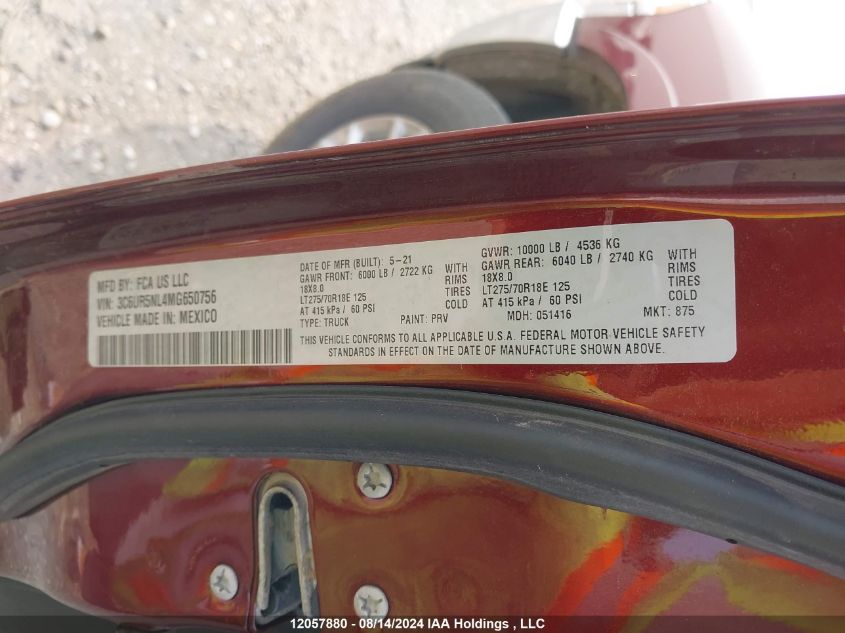 MFD BY: FCA US LLC
VIN: 3C6UR5NL4MG650756
VEHICLE MADE IN: MEXICO
DATE OF MFR (BUILT): 5-21
GAWR FRONT: 6000 LB / 2722 KG WITH
18X8.0 RIMS
LT275/70R18E 125 TIRES
AT 415 kPa / 60 PSI COLD
TYPE: TRUCK PAINT: PRV
GVWR: 10000 LB / 4536 KG
GAWR REAR: 6040 LB / 2740 KG WITH
18X8.0 RIMS
LT275/70R18E 125 TIRES
AT 415 kPa / 60 PSI COLD
MDH: 051416 MKT: 875
THIS VEHICLE CONFORMS TO ALL APPLICABLE U.S.A. FEDERAL MOTOR VEHICLE SAFETY
STANDARDS IN EFFECT ON THE DATE OF MANUFACTURE SHOWN ABOVE.
12057880 - 08/14/2024 IAA Holdings , LLC